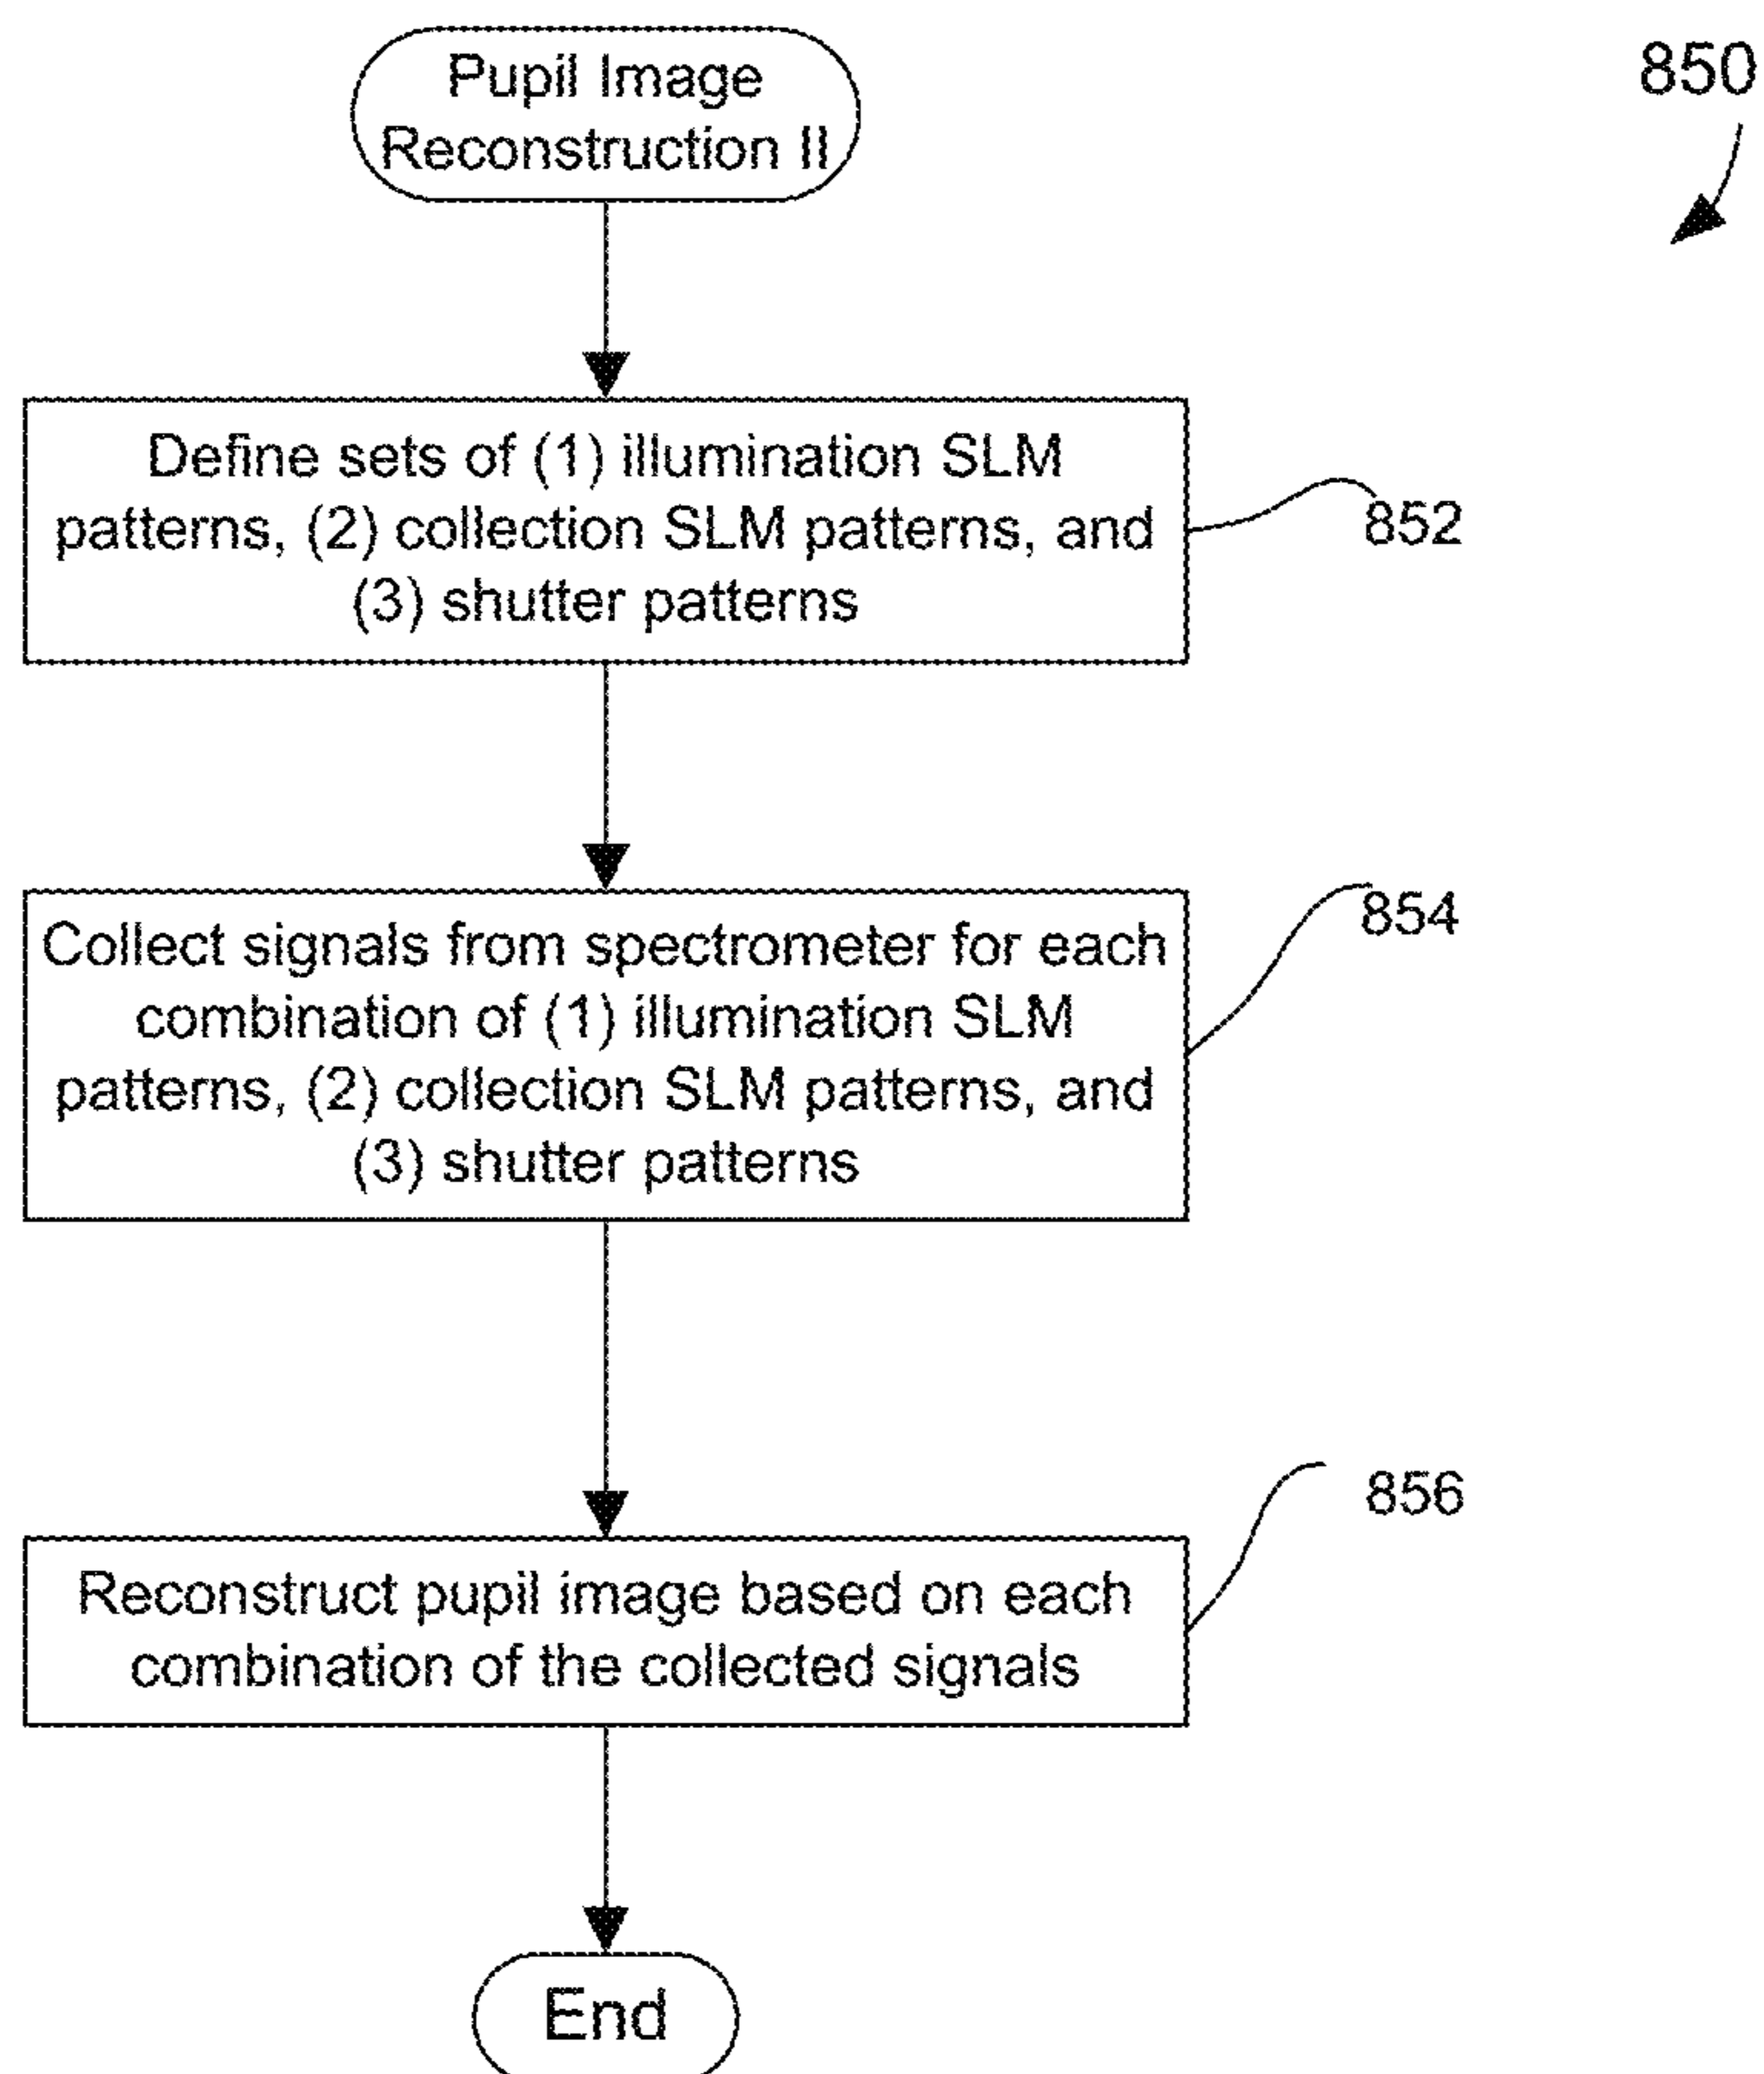 Pupil Image
Reconstruction II
850
Define sets of (1) illumination SLM
patterns, (2) collection SLM patterns, and
(3) shutter patterns
852
Collect signals from spectrometer for each
combination of (1) illumination SLM
patterns, (2) collection SLM patterns, and
(3) shutter patterns
854
Reconstruct pupil image based on each
combination of the collected signals
856
End